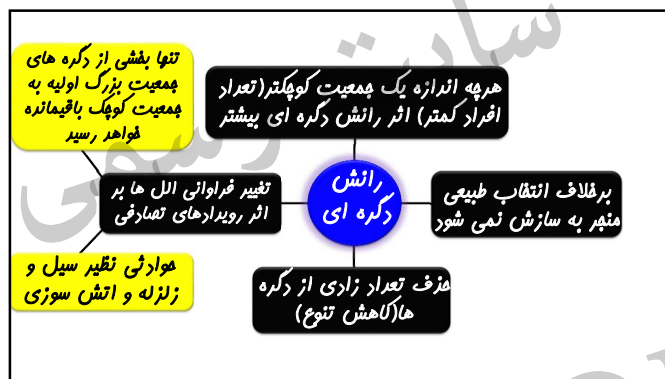 تنها بخشی از دگره های
جمعیت بزرگ اولیه به
جمعیت کوچک باقیمانده
خواهد رسید
هرچه اندازه یک جمعیت کوچکتر(تعداد
افراد کمتر) اثر رانش دگره ای بیشتر
رانش
دگره ای
تغییر فراوانی الل ها بر
اثر رویدادهای تصادفی
برخلاف انتخاب طبیعی
منجر به سازش نمی شود
حوادثی نظیر سیل و
زلزله و اتش سوزی
حذف تعداد زادی از دگره
ها(کاهش تنوع)
سایت رسمی